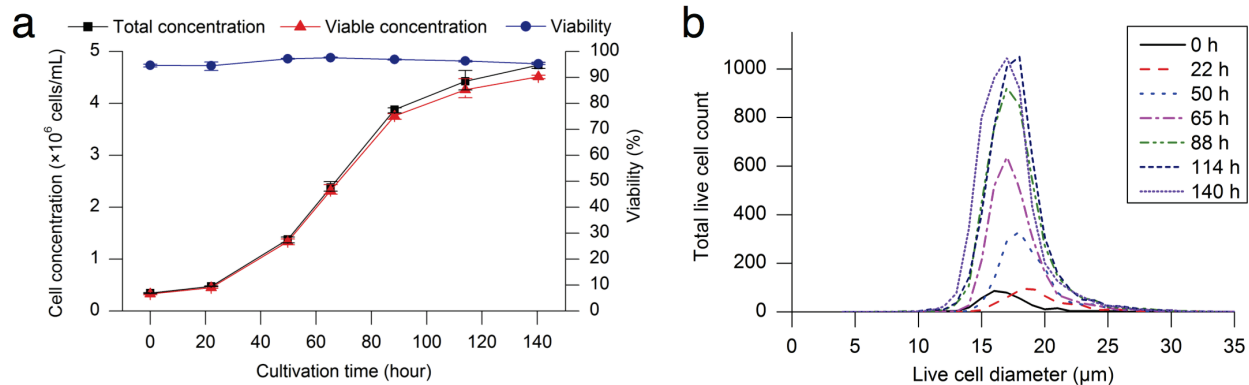 a
Total concentration
Viable concentration
Viability
Cell concentration (×10⁶ cells/mL)
5
4
3
2
1
0
100
90
80
70
60
50
40
30
20
10
0
Viability (%)
0 20 40 60 80 100 120 140
Cultivation time (hour)
b
Total live cell count
1000
800
600
400
200
0
0 5 10 15 20 25 30 35
Live cell diameter (μm)
0 h
22 h
50 h
65 h
88 h
114 h
140 h